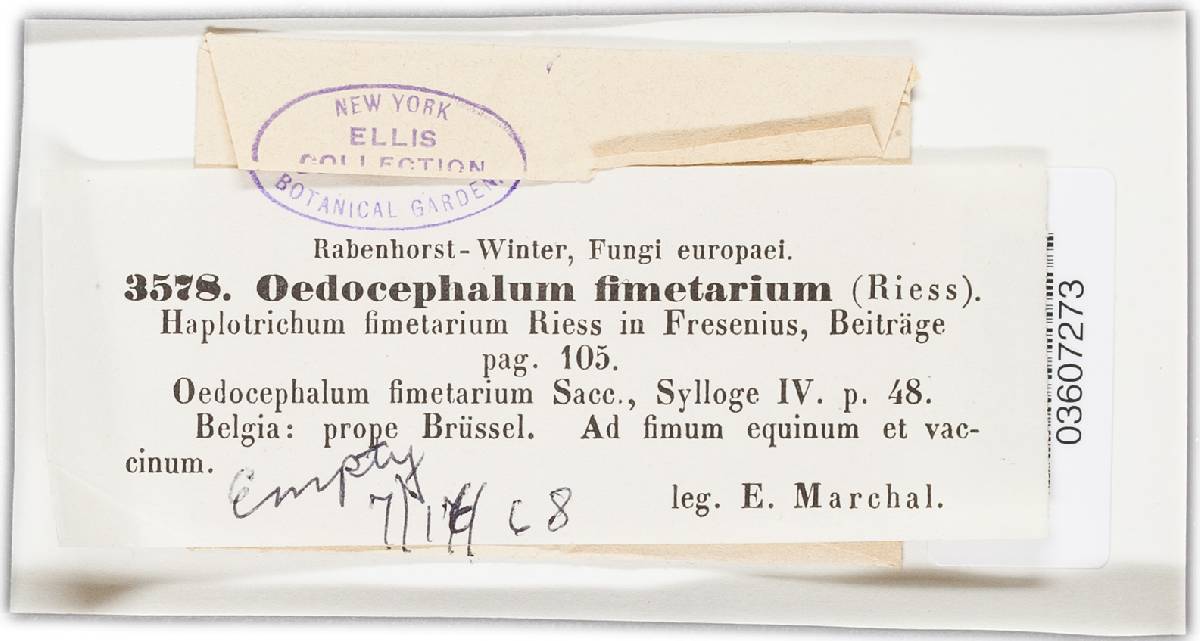 NEW YORK
ELLIS
COLLECTION
BOTANICAL GARDEN.
Rabenhorst-Winter, Fungi europaei.
3578. Oedocephalum fimetarium (Riess).
Haplotrichum fimetarium Riess in Fresenius, Beiträge
pag. 105.
Oedocephalum fimetarium Sacc., Sylloge IV. p. 48.
Belgia: prope Brüssel. Ad fimum equinum et vac-
cinum.
Empty
leg. E. Marchal.
03607273